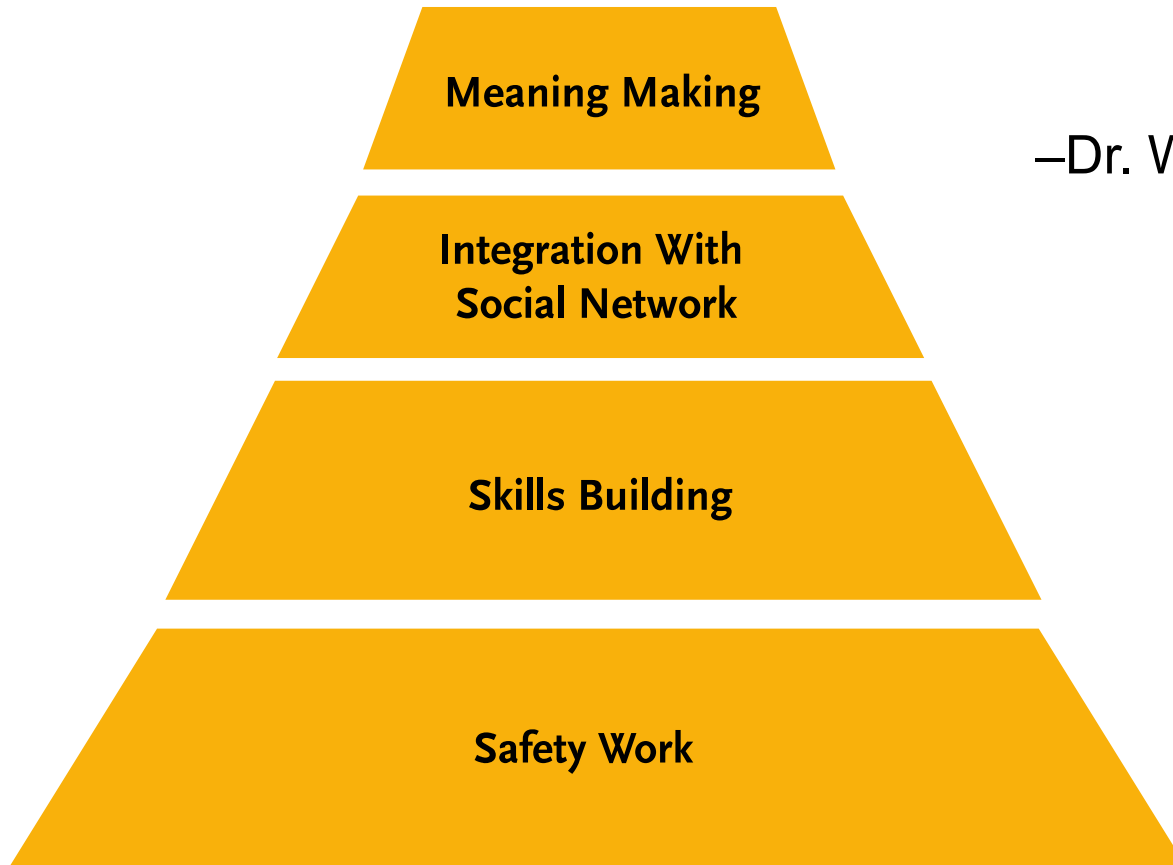 Meaning Making
–Dr.
Integration With
Social Network
Skills Building
Safety Work